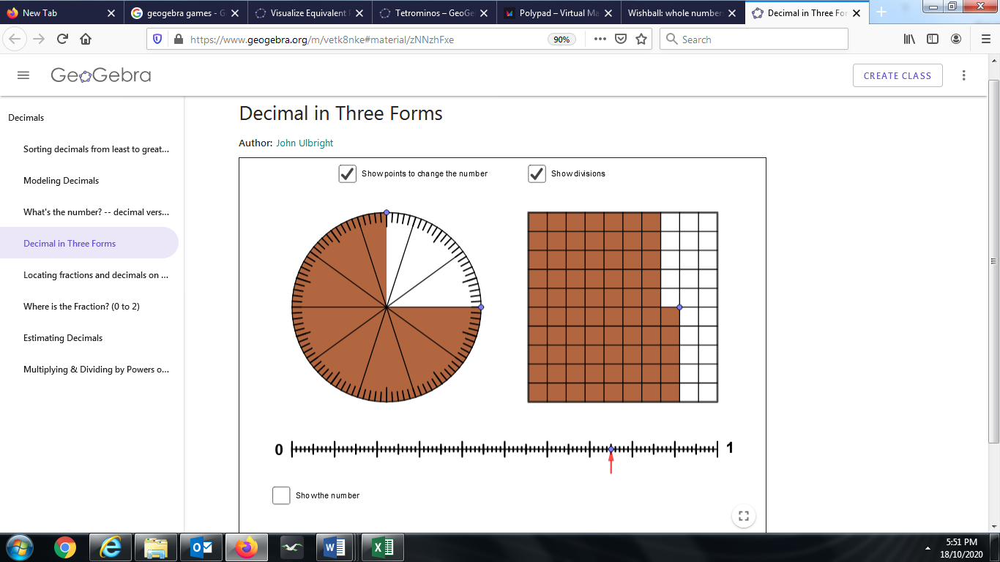 New Tab
geogebra games - G
Visualize Equivalent F
Tetrominos – GeoGe
Polypad – Virtual Ma
Wishball: whole number
Decimal in Three For
https://www.geogebra.org/m/vetk8nke#material/zNNzhFxe
90%
Search
GeoGebra
CREATE CLASS
Decimals
Sorting decimals from least to great...
Modeling Decimals
What's the number? -- decimal vers...
Decimal in Three Forms
Locating fractions and decimals on ...
Where is the Fraction? (0 to 2)
Estimating Decimals
Multiplying & Dividing by Powers o...
Decimal in Three Forms
Author: John Ulbright
Show points to change the number
Show divisions
0
1
Show the number
5:51 PM
18/10/2020